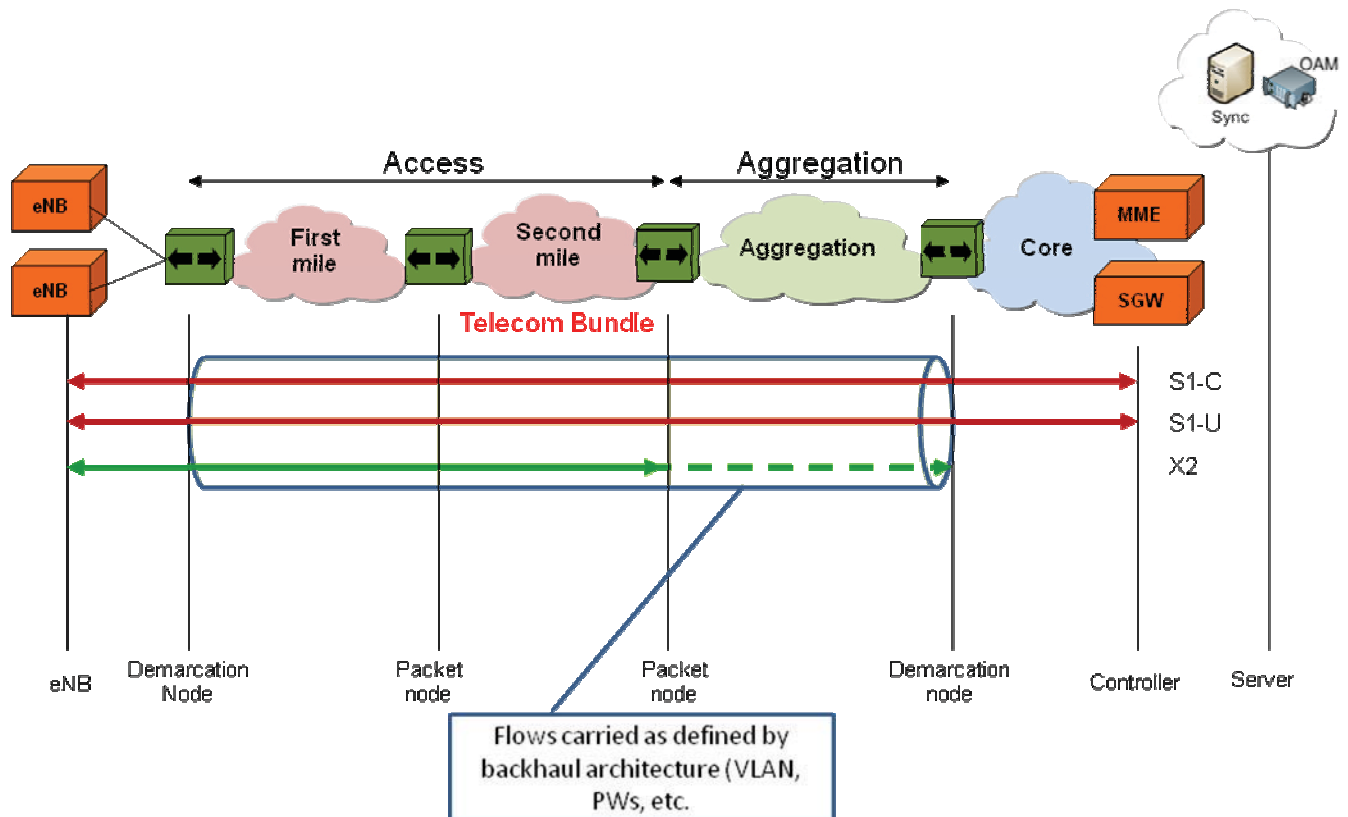 OAM
Sync
Access
Aggregation
eNB
eNB
First
mile
Second
mile
Aggregation
Core
MME
SGW
Telecom Bundle
S1-C
S1-U
X2
eNB
Demarcation
Node
Packet
node
Packet
node
Demarcation
node
Controller
Server
Flows carried as defined by
backhaul architecture (VLAN,
PWs, etc.